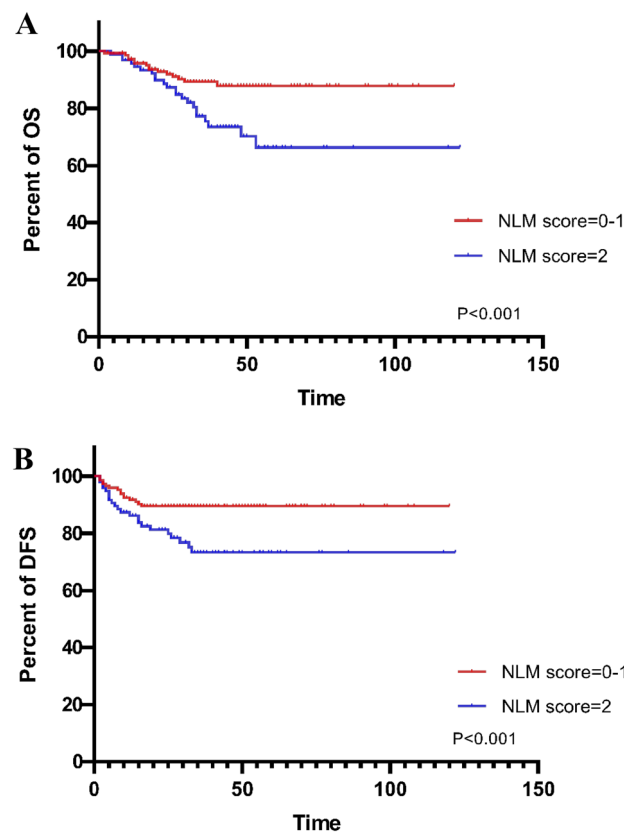 A
100
80
60
40
20
0
Percent of OS
NLM score=0-1
NLM score=2
P<0.001
0 50 100 150
Time
B
100
80
60
40
20
0
Percent of DFS
NLM score=0-1
NLM score=2
P<0.001
0 50 100 150
Time